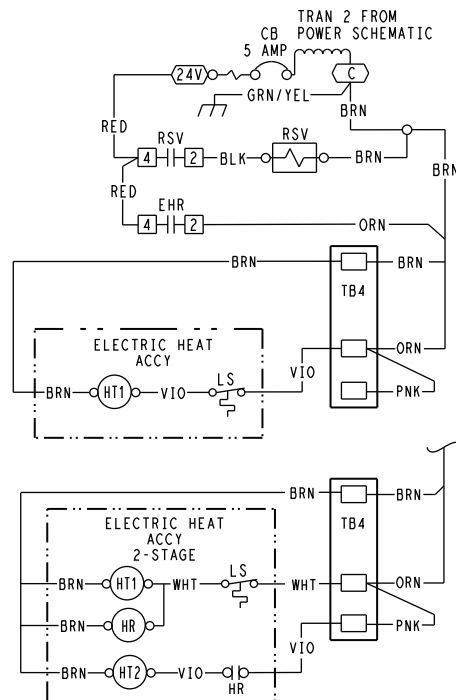 TRAN 2 FROM
POWER SCHEMATIC
CB
5 AMP
24V
C
GRN/YEL
BRN
RED
RSV
4
2
BLK
RSV
BRN
BRN
RED
EHR
4
2
ORN
BRN
BRN
TB4
ELECTRIC HEAT
ACCY
ORN
VIO
BRN
HT1
VIO
LS
PNK
BRN
BRN
TB4
ELECTRIC HEAT
ACCY
2-STAGE
BRN
HT1
WHT
LS
WHT
ORN
BRN
HR
PNK
VIO
BRN
HT2
VIO
HR